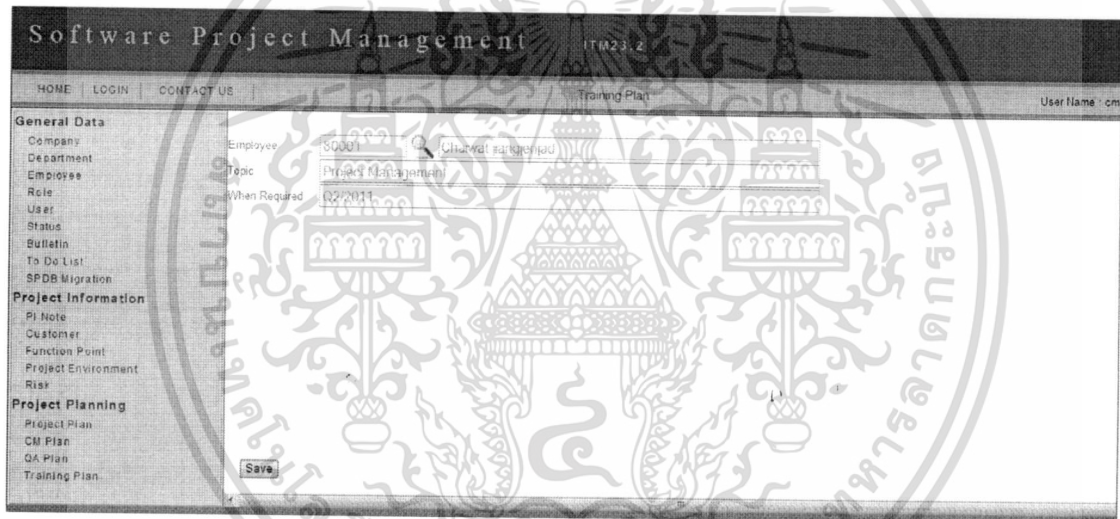 Software Project Management ITM23.2
HOME | LOGIN | CONTACT US |
Training Plan
User Name : cm
General Data
Company
Department
Employee
Role
User
Status
Bulletin
To Do List
SPDB Migration
Project Information
PI Note
Customer
Function Point
Project Environment
Risk
Project Planning
Project Plan
CM Plan
QA Plan
Training Plan
Employee 80001
Topic Project Management
When Required Q2/2011
Save